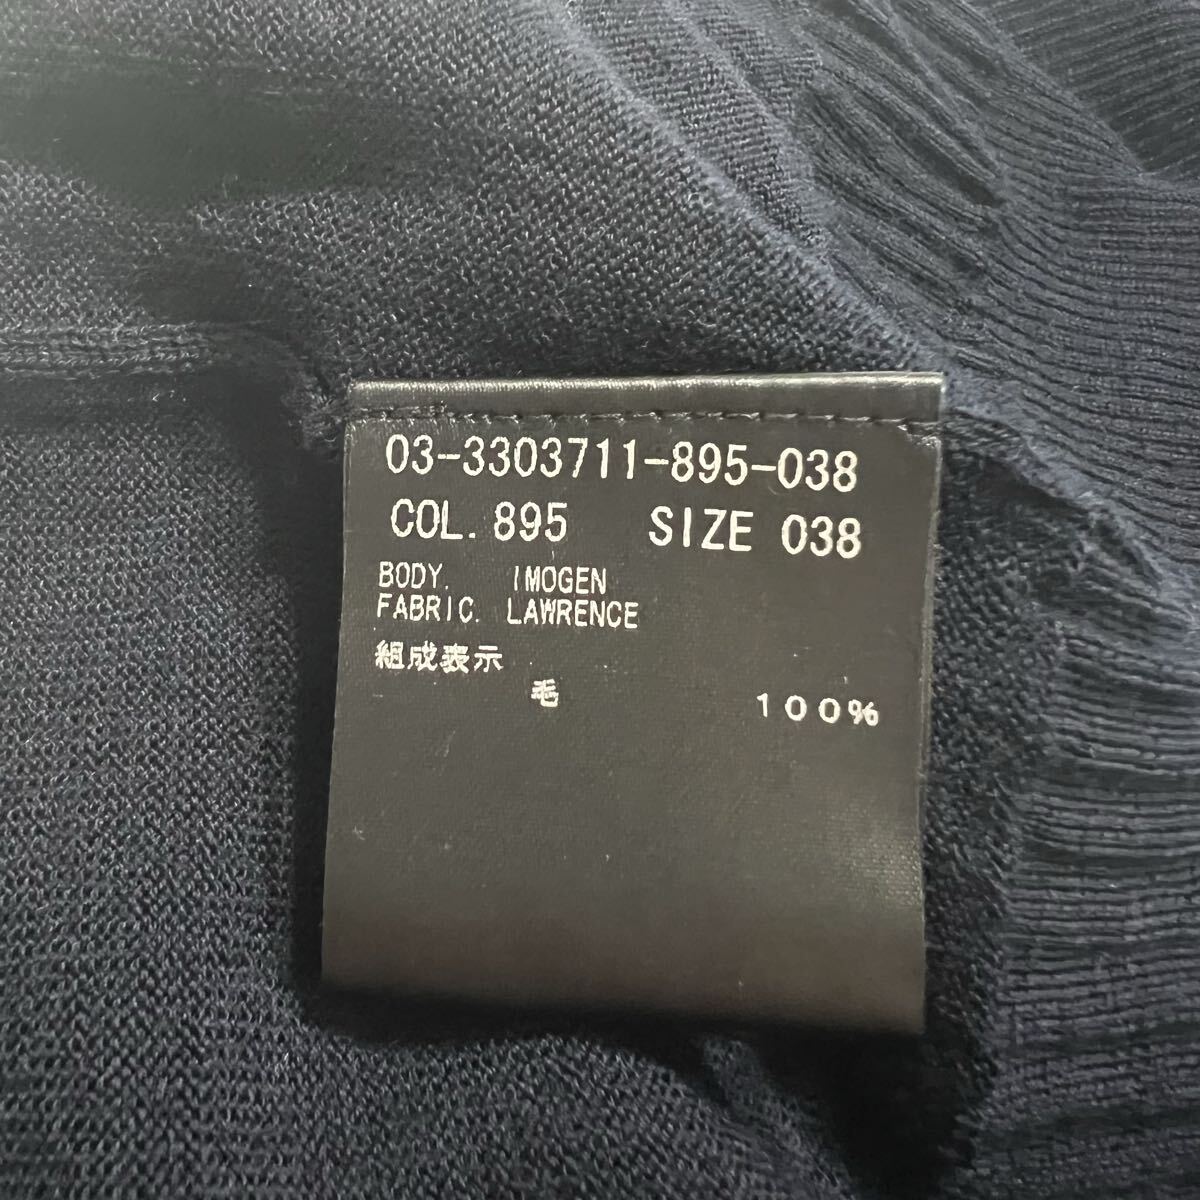 03-3303711-895-038
COL. 895 SIZE 038
BODY. IMOGEN
FABRIC. LAWRENCE
組成表示
毛 100%